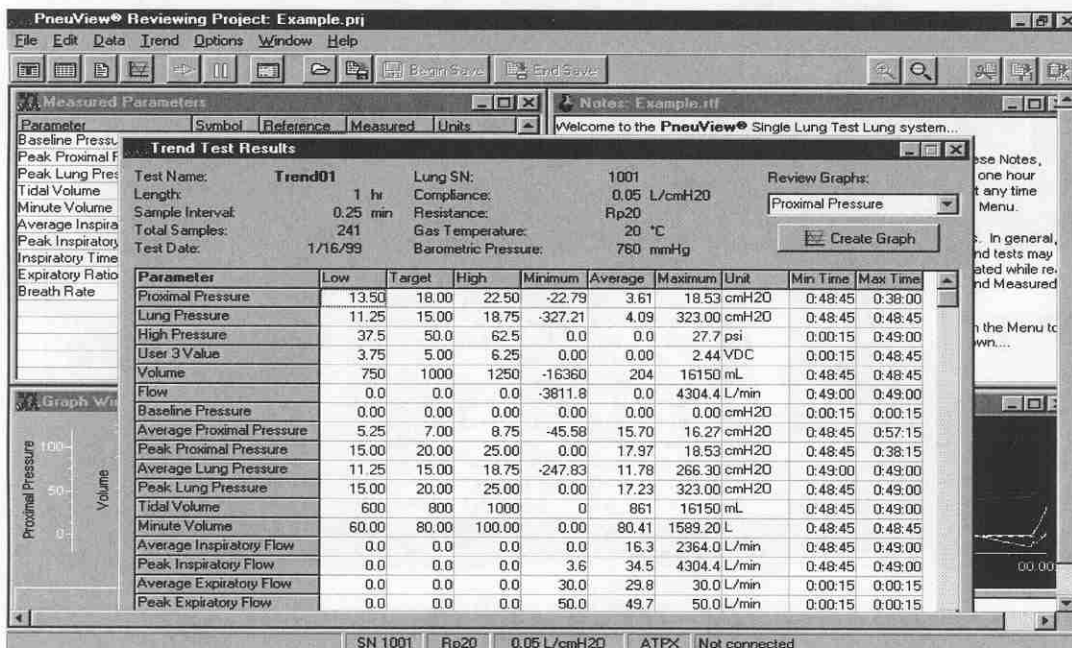 PneuView® Reviewing Project: Example.prj
File Edit Data Trend Options Window Help
Begin Save End Save
Measured Parameters
Parameter Symbol Reference Measured Units
Baseline Pressu
Peak Proximal P
Peak Lung Pres
Tidal Volume
Minute Volume
Average Inspira
Peak Inspiratory
Inspiratory Time
Expiratory Ratio
Breath Rate
Notes: Example.rtf
Welcome to the PneuView® Single Lung Test Lung system...
ese Notes,
one hour
t any time
Menu.
s. In general,
nd tests may
ated while re
nd Measured
n the Menu to
wn....
Trend Test Results
Test Name: Trend01 Lung SN: 1001 Review Graphs:
Length: 1 hr Compliance: 0.05 L/cmH2O Proximal Pressure
Sample Interval: 0.25 min Resistance: Rp20
Total Samples: 241 Gas Temperature: 20 °C Create Graph
Test Date: 1/16/99 Barometric Pressure: 760 mmHg
Parameter Low Target High Minimum Average Maximum Unit Min Time Max Time
Proximal Pressure 13.50 18.00 22.50 -22.79 3.61 18.53 cmH2O 0:48:45 0:38:00
Lung Pressure 11.25 15.00 18.75 -327.21 4.09 323.00 cmH2O 0:48:45 0:48:45
High Pressure 37.5 50.0 62.5 0.0 0.0 27.7 psi 0:00:15 0:49:00
User 3 Value 3.75 5.00 6.25 0.00 0.00 2.44 VDC 0:00:15 0:48:45
Volume 750 1000 1250 -16360 204 16150 mL 0:48:45 0:48:45
Flow 0.0 0.0 0.0 -3811.8 0.0 4304.4 L/min 0:49:00 0:49:00
Baseline Pressure 0.00 0.00 0.00 0.00 0.00 0.00 cmH2O 0:00:15 0:00:15
Average Proximal Pressure 5.25 7.00 8.75 -45.58 15.70 16.27 cmH2O 0:48:45 0:57:15
Peak Proximal Pressure 15.00 20.00 25.00 0.00 17.97 18.53 cmH2O 0:48:45 0:38:15
Average Lung Pressure 11.25 15.00 18.75 -247.83 11.78 266.30 cmH2O 0:49:00 0:49:00
Peak Lung Pressure 15.00 20.00 25.00 0.00 17.23 323.00 cmH2O 0:48:45 0:49:00
Tidal Volume 600 800 1000 0 861 16150 mL 0:48:45 0:49:00
Minute Volume 60.00 80.00 100.00 0.00 80.41 1589.20 L 0:48:45 0:48:45
Average Inspiratory Flow 0.0 0.0 0.0 0.0 16.3 2364.0 L/min 0:48:45 0:49:00
Peak Inspiratory Flow 0.0 0.0 0.0 3.6 34.5 4304.4 L/min 0:48:45 0:49:00
Average Expiratory Flow 0.0 0.0 0.0 30.0 29.8 30.0 L/min 0:00:15 0:00:15
Peak Expiratory Flow 0.0 0.0 0.0 50.0 49.7 50.0 L/min 0:00:15 0:00:15
Graph Wi
Proximal Pressure
100
50
0
Volume
00:00
SN 1001 Rp20 0.05 L/cmH2O ATPX Not connected